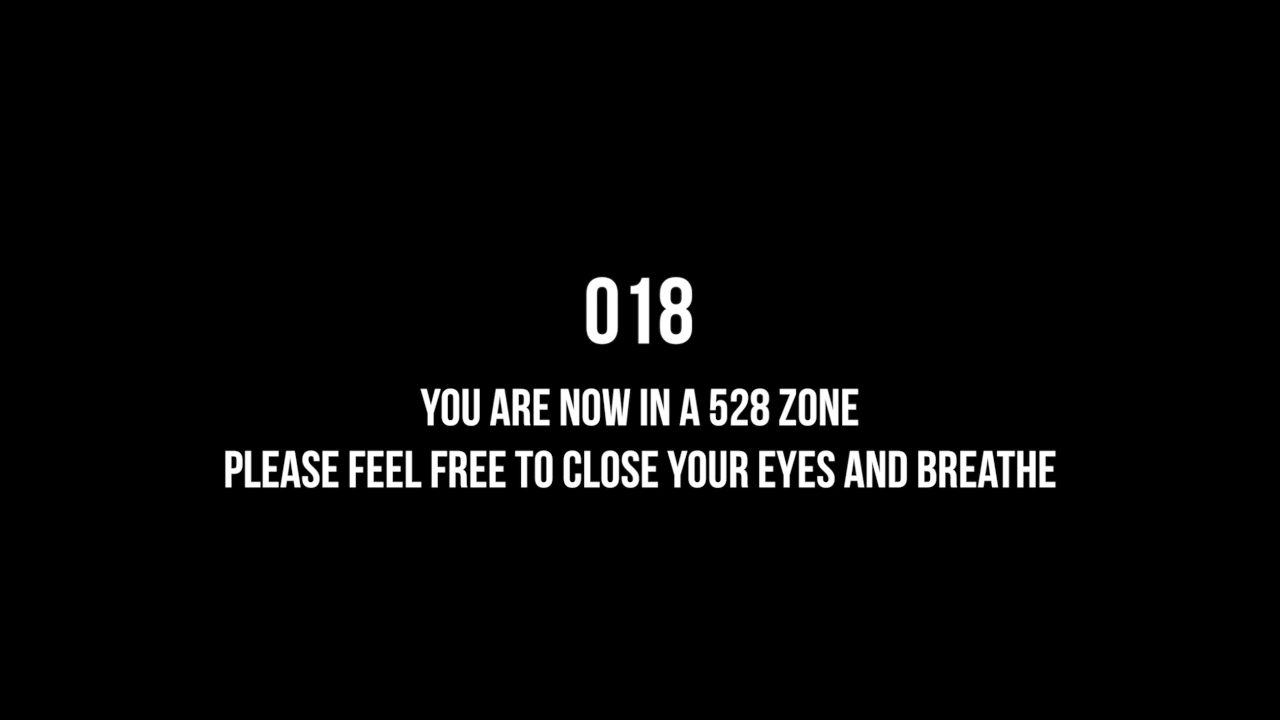 018
YOU ARE NOW IN A 528 ZONE
PLEASE FEEL FREE TO CLOSE YOUR EYES AND BREATHE